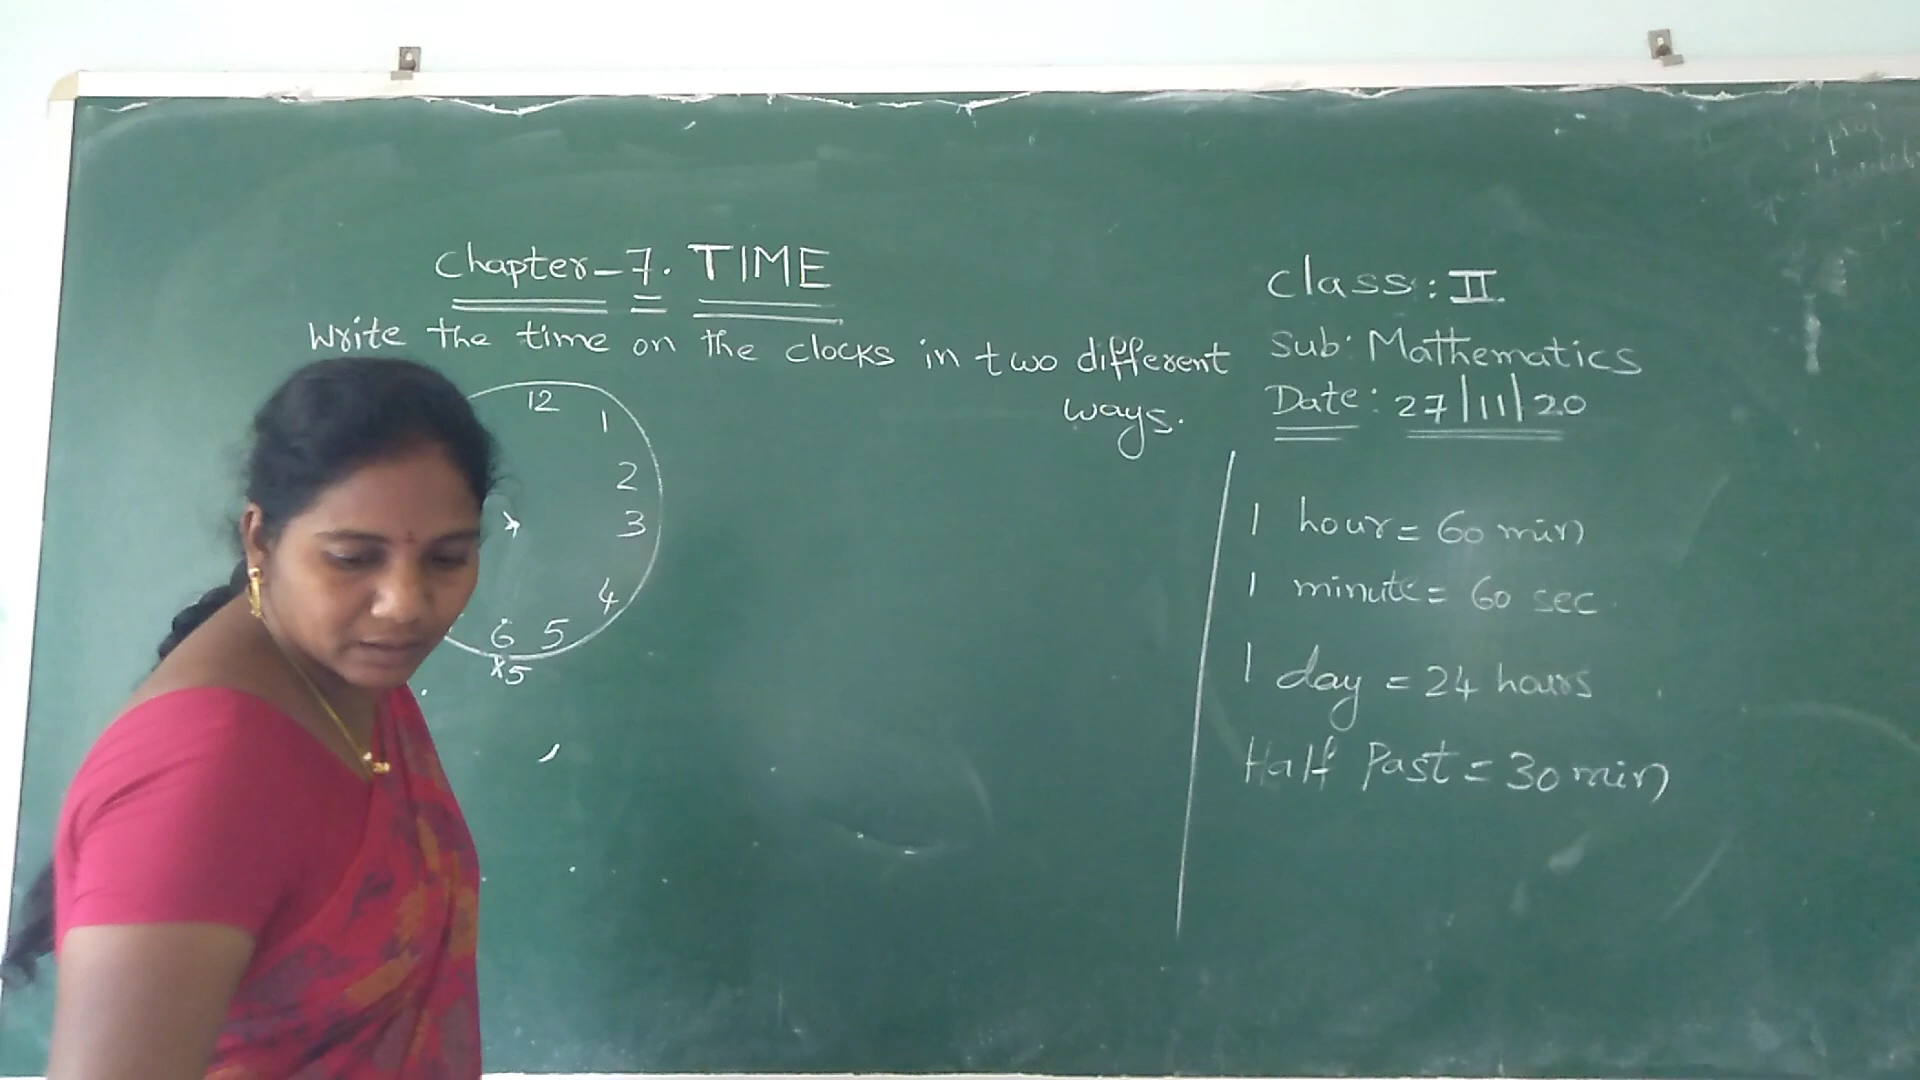 Chapter-7. TIME
Write the time on the clocks in two different
ways.
12
1
2
3
4
5
6
x5
Class: II.
Sub: Mathematics
Date: 27/11/20
1 hour = 60 min
1 minute = 60 sec
1 day = 24 hours
Half Past = 30 min